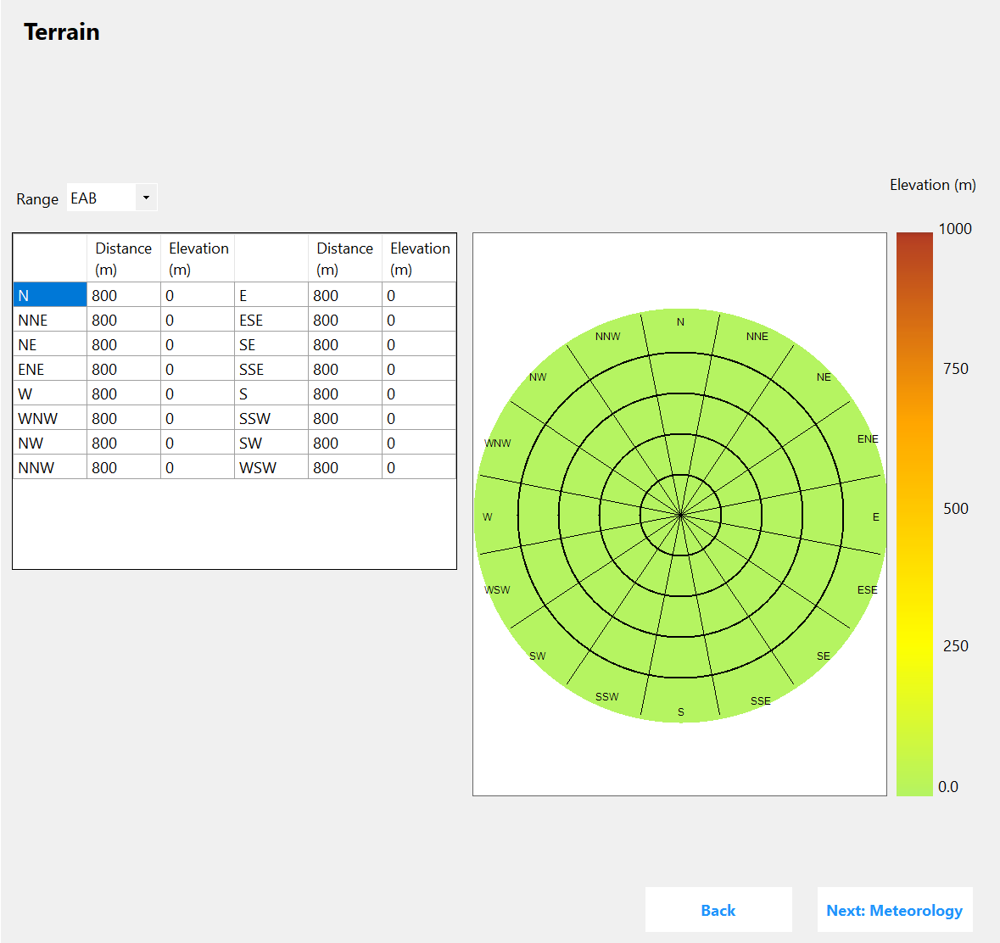 Terrain
Elevation (m)
Range EAB
Distance (m) Elevation (m) Distance (m) Elevation (m)
N 800 0 E 800 0
NNE 800 0 ESE 800 0
NE 800 0 SE 800 0
ENE 800 0 SSE 800 0
W 800 0 S 800 0
WNW 800 0 SSW 800 0
NW 800 0 SW 800 0
NNW 800 0 WSW 800 0
N
NNW NNE
NW NE
WNW ENE
W E
WSW ESE
SW SE
SSW SSE
S
1000
750
500
250
0.0
Back Next: Meteorology